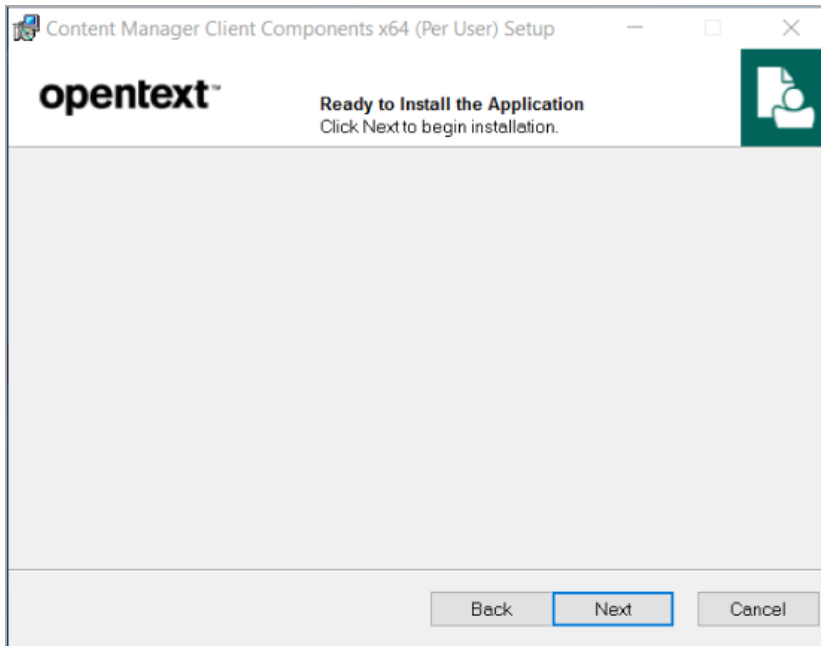 Content Manager Client Components x64 (Per User) Setup
opentext™
Ready to Install the Application
Click Next to begin installation.
Back
Next
Cancel